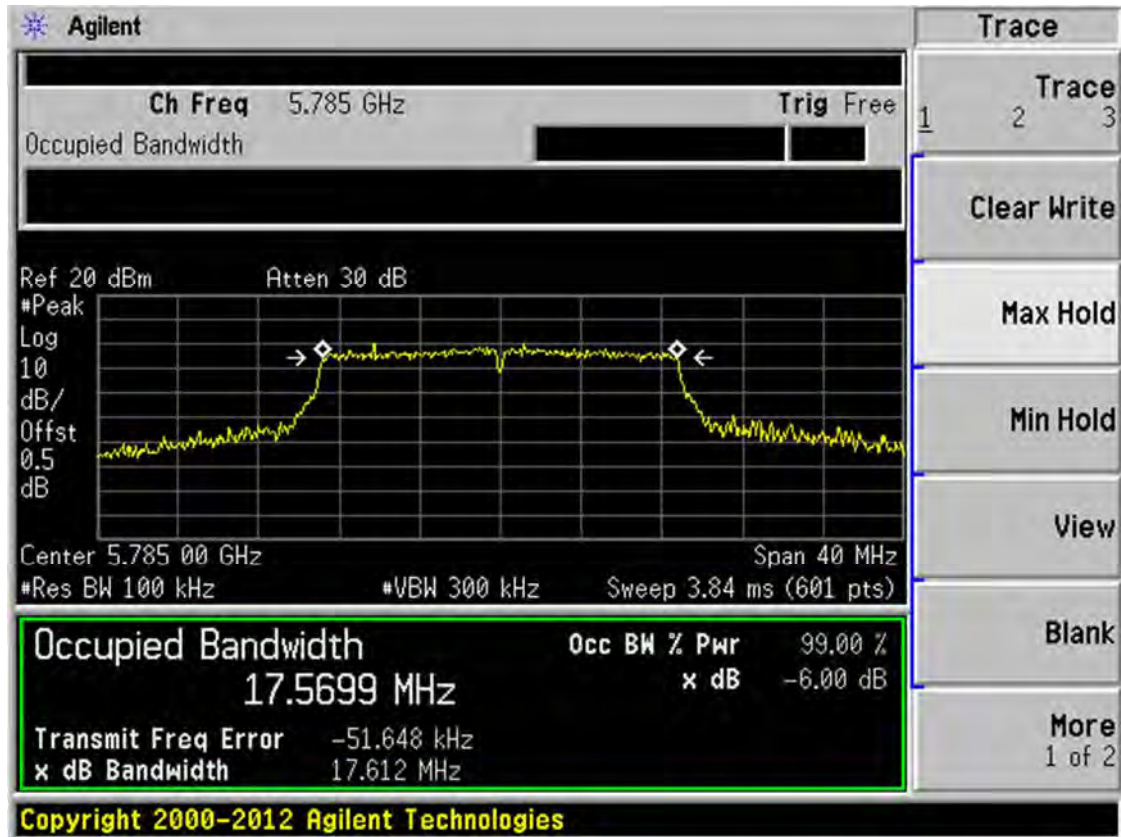 Agilent
Trace
Ch Freq 5.785 GHz Trig Free
Occupied Bandwidth
Trace
1 2 3
Clear Write
Max Hold
Min Hold
View
Blank
More
1 of 2
Ref 20 dBm Atten 30 dB
#Peak
Log
10
dB/
Offst
0.5
dB
Center 5.785 00 GHz Span 40 MHz
#Res BW 100 kHz #VBW 300 kHz Sweep 3.84 ms (601 pts)
Occupied Bandwidth
17.5699 MHz
Occ BW % Pwr 99.00 %
x dB -6.00 dB
Transmit Freq Error -51.648 kHz
x dB Bandwidth 17.612 MHz
Copyright 2000-2012 Agilent Technologies